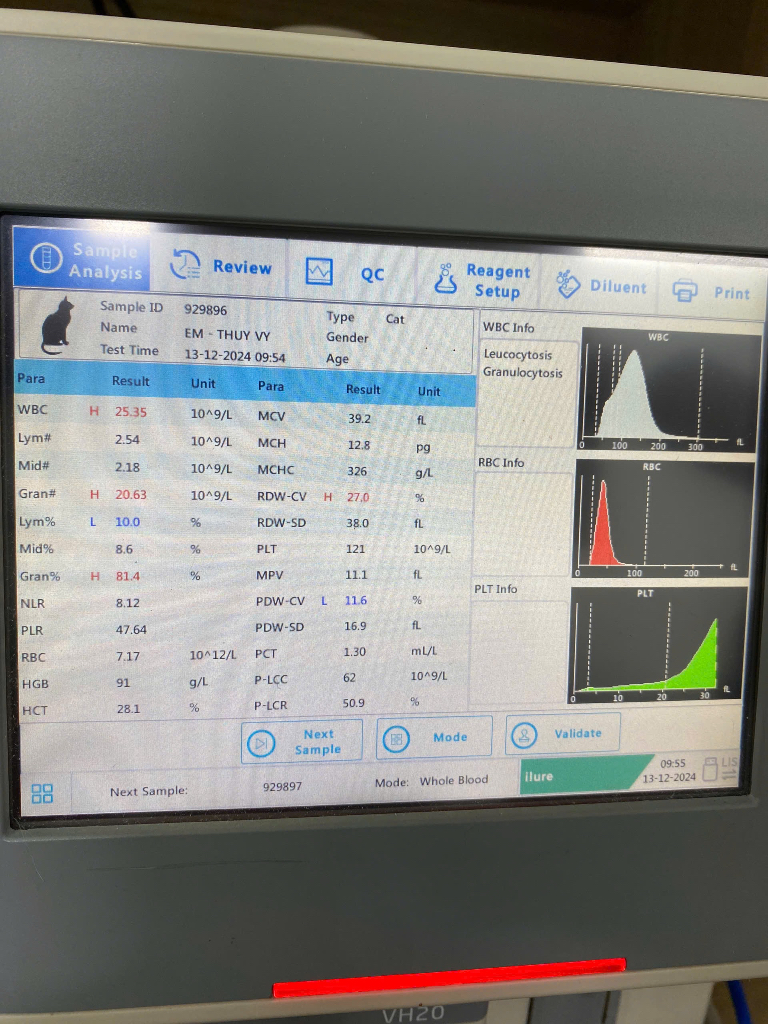 Sample Analysis
Review
QC
Reagent Setup
Diluent
Print
Sample ID 929896 Type Cat
Name EM - THUY VY Gender
Test Time 13-12-2024 09:54 Age
Para Result Unit Para Result Unit
WBC H 25.35 10^9/L MCV 39.2 fL
Lym# 2.54 10^9/L MCH 12.8 pg
Mid# 2.18 10^9/L MCHC 326 g/L
Gran# H 20.63 10^9/L RDW-CV H 27.0 %
Lym% L 10.0 % RDW-SD 38.0 fL
Mid% 8.6 % PLT 121 10^9/L
Gran% H 81.4 % MPV 11.1 fL
NLR 8.12 PDW-CV L 11.6 %
PLR 47.64 PDW-SD 16.9 fL
RBC 7.17 10^12/L PCT 1.30 mL/L
HGB 91 g/L P-LCC 62 10^9/L
HCT 28.1 % P-LCR 50.9 %
WBC Info
Leucocytosis
Granulocytosis
WBC
0 100 200 300 fL
RBC Info
RBC
0 100 200 fL
PLT Info
PLT
0 10 20 30 fL
Next Sample
Mode
Validate
Next Sample: 929897 Mode: Whole Blood
ilure
09:55
13-12-2024
LIS
VH20